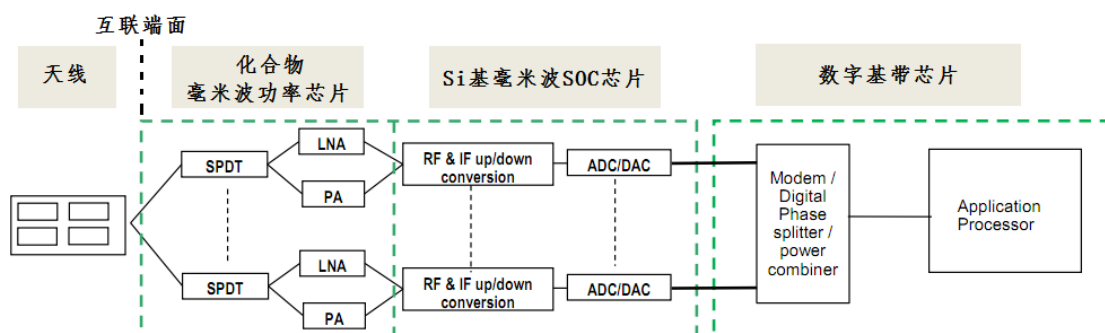 互联端面
天线
化合物
毫米波功率芯片
Si基毫米波SOC芯片
数字基带芯片
SPDT
LNA
PA
RF & IF up/down
conversion
ADC/DAC
SPDT
LNA
PA
RF & IF up/down
conversion
ADC/DAC
Modem /
Digital
Phase
splitter /
power
combiner
Application
Processor